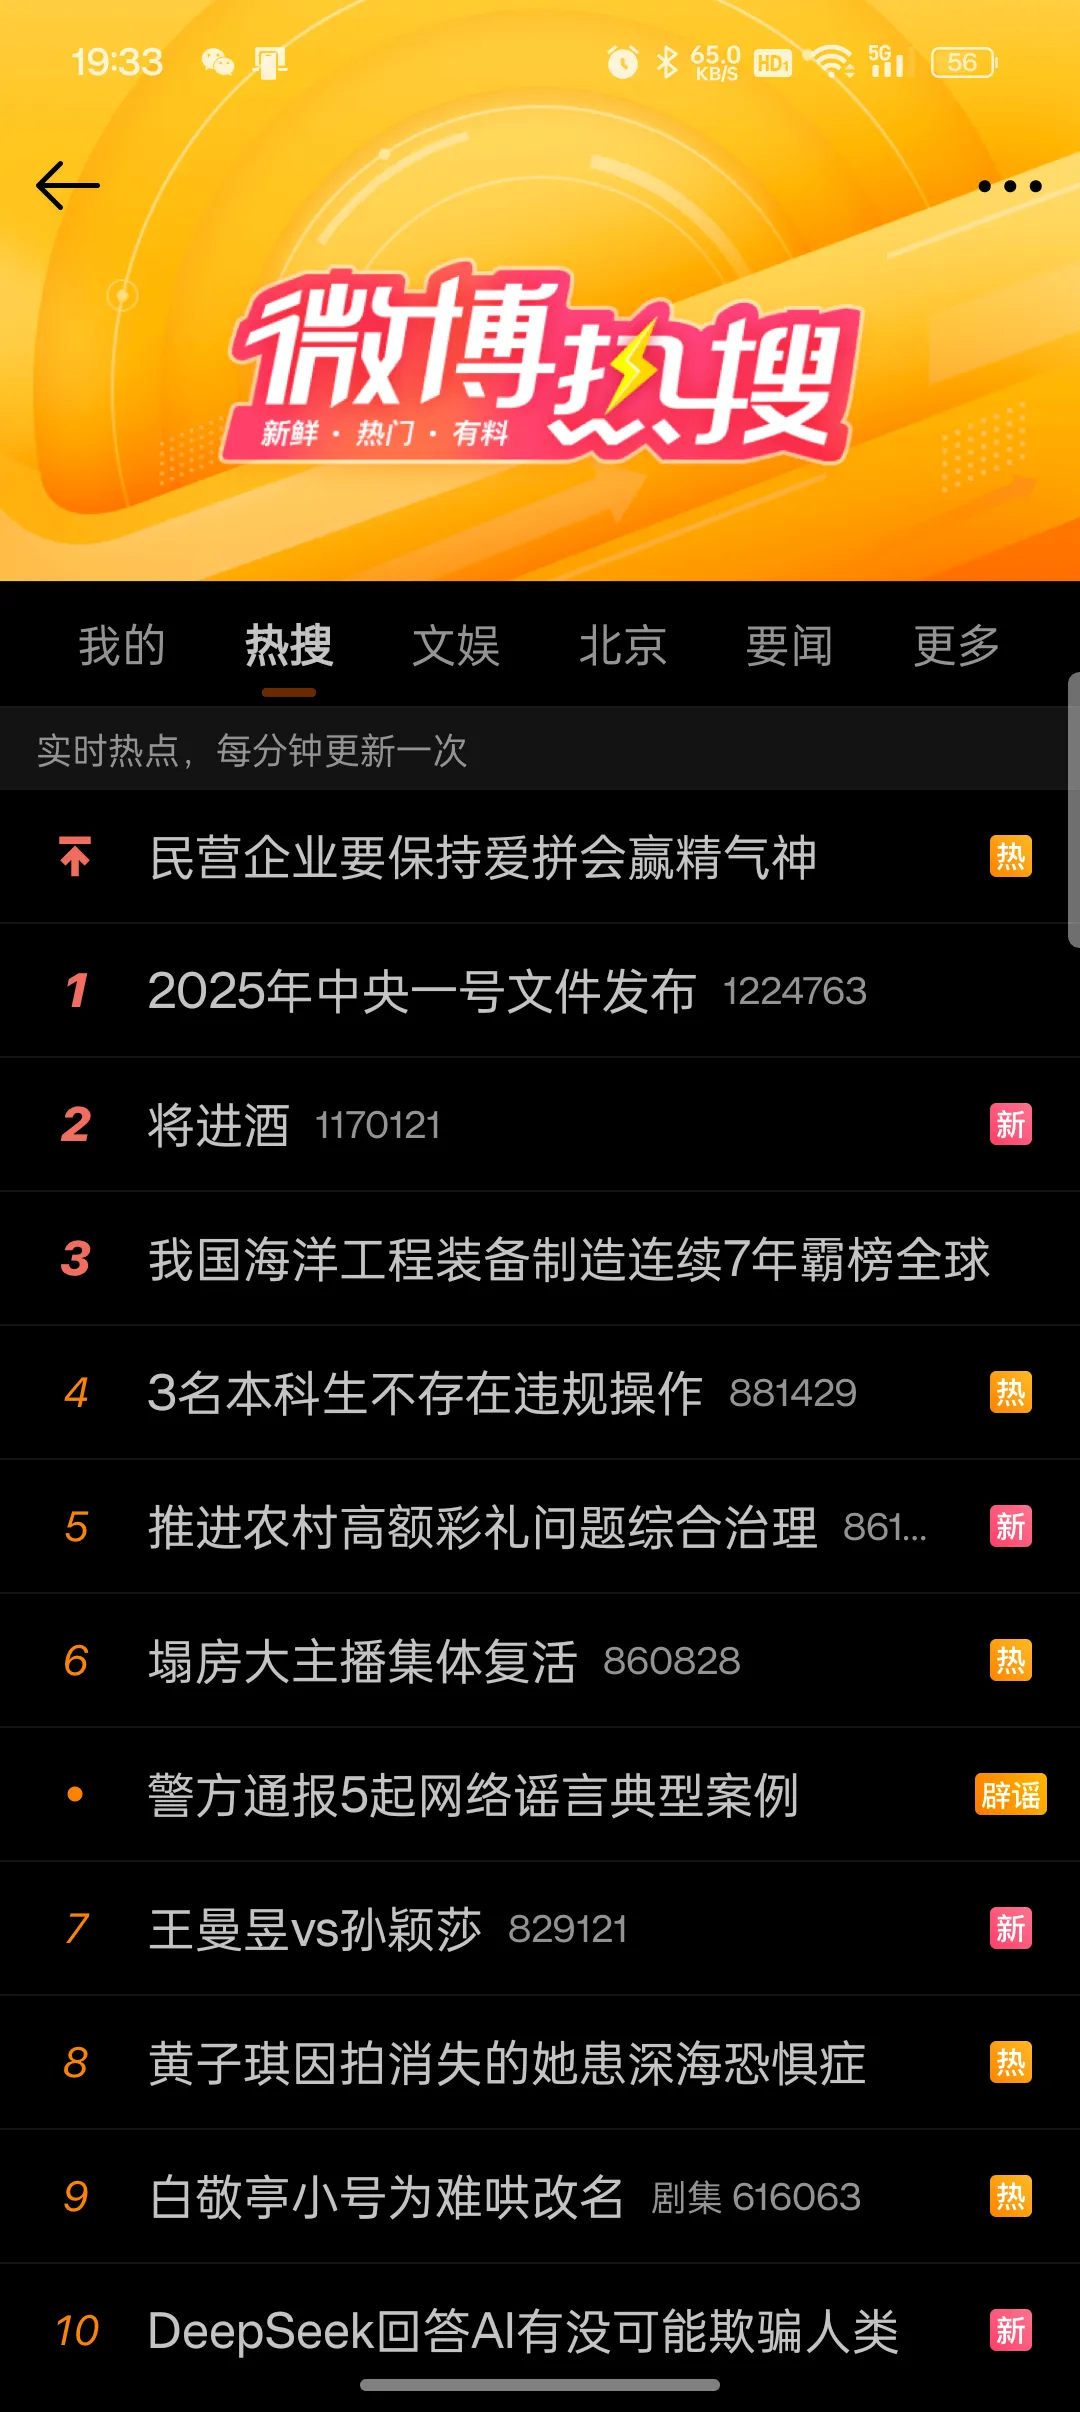 19:33 65.0 KB/S HD1 5G 56
微博热搜
新鲜 · 热门 · 有料
我的 热搜 文娱 北京 要闻 更多
实时热点，每分钟更新一次
民营企业要保持爱拼会赢精气神 热
1 2025年中央一号文件发布 1224763
2 将进酒 1170121 新
3 我国海洋工程装备制造连续7年霸榜全球
4 3名本科生不存在违规操作 881429 热
5 推进农村高额彩礼问题综合治理 861... 新
6 塌房大主播集体复活 860828 热
• 警方通报5起网络谣言典型案例 辟谣
7 王曼昱vs孙颖莎 829121 新
8 黄子琪因拍消失的她患深海恐惧症 热
9 白敬亭小号为难哄改名 剧集 616063 热
10 DeepSeek回答AI有没可能欺骗人类 新